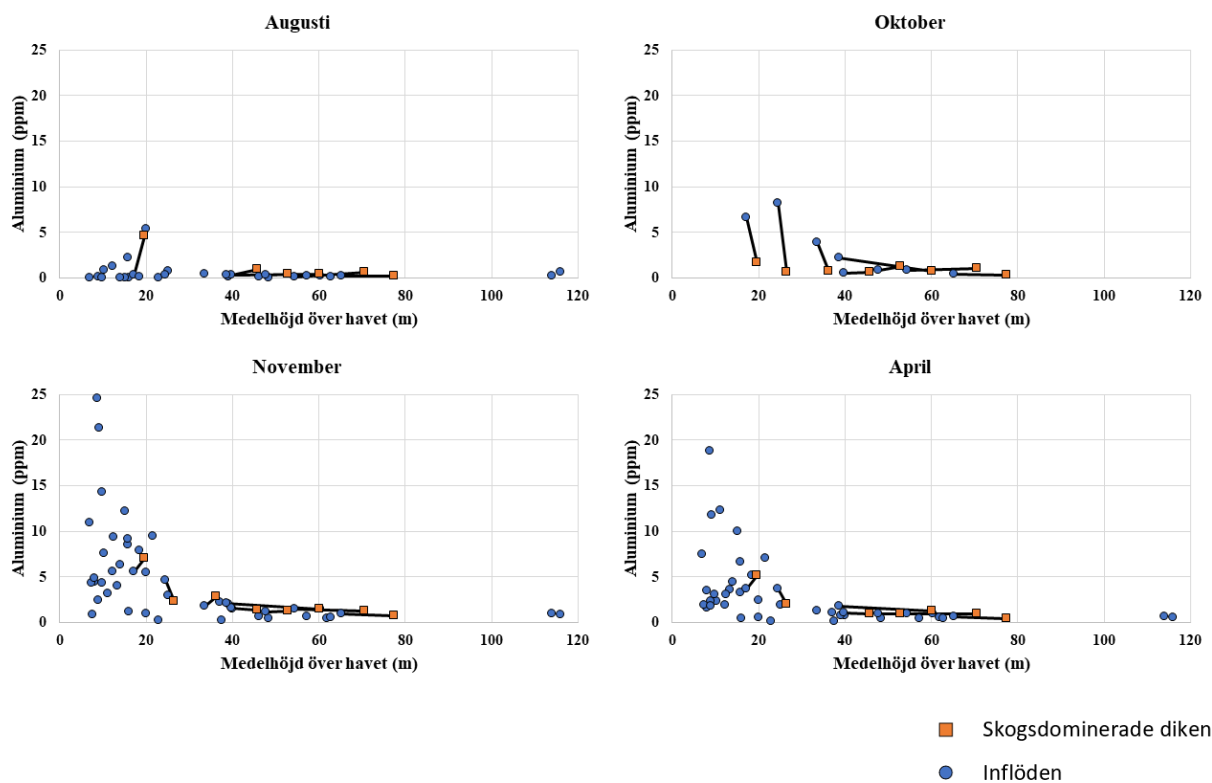 Augusti
Aluminium (ppm)
25
20
15
10
5
0
0 20 40 60 80 100 120
Medelhöjd över havet (m)
Oktober
Aluminium (ppm)
25
20
15
10
5
0
0 20 40 60 80 100 120
Medelhöjd över havet (m)
November
Aluminium (ppm)
25
20
15
10
5
0
0 20 40 60 80 100 120
Medelhöjd över havet (m)
April
Aluminium (ppm)
25
20
15
10
5
0
0 20 40 60 80 100 120
Medelhöjd över havet (m)
Skogsdominerade diken
Inflöden